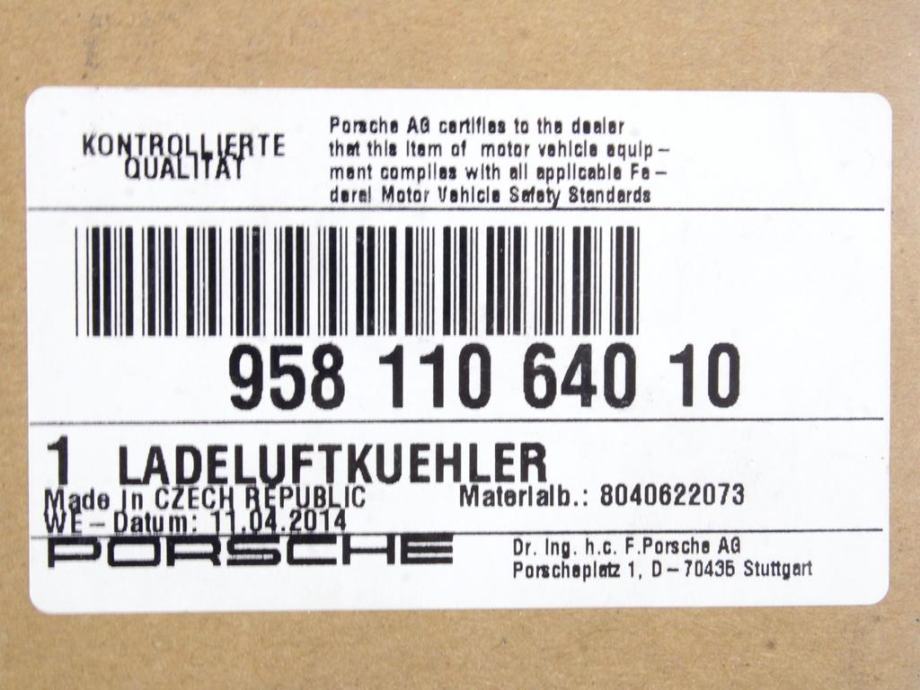 KONTROLLIERTE
QUALITÄT
Porsche AG certifies to the dealer
that this item of motor vehicle equip-
ment complies with all applicable Fe-
deral Motor Vehicle Safety Standards
958 110 640 10
1 LADELUFTKUEHLER
Made in CZECH REPUBLIC
Materialb.: 8040622073
WE-Datum: 11.04.2014
PORSCHE
Dr. Ing. h.c. F.Porsche AG
Porscheplatz 1, D-70435 Stuttgart